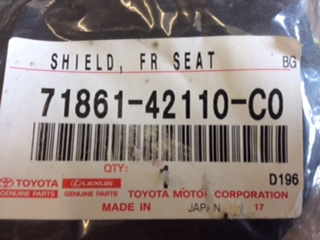 SHIELD, FR SEAT
BG
71861-42110-C0
QTY: 1
D196
TOYOTA LEXUS TOYOTA MOTOR CORPORATION
GENUINE PARTS GENUINE PARTS
MADE IN JAPAN 17